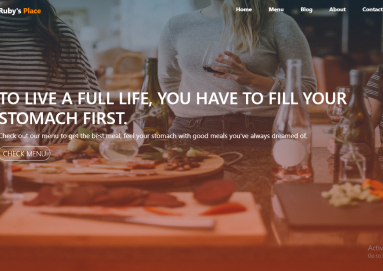 Ruby's Place
Home Menu Blog About Contact
TO LIVE A FULL LIFE, YOU HAVE TO FILL YOUR
STOMACH FIRST.
Check out our menu to get the best meal, feel your stomach with good meals you've always dreamed of.
CHECK MENU